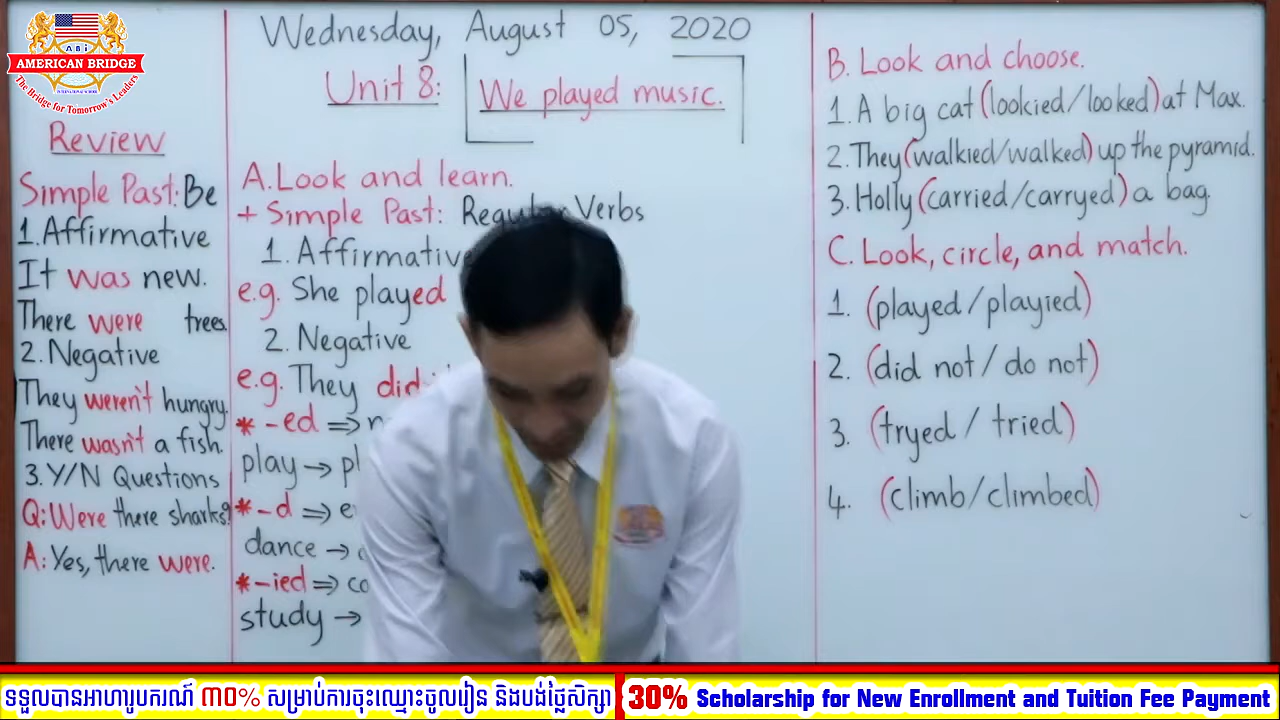 ABi
AMERICAN BRIDGE
INTERNATIONAL SCHOOL
The Bridge for Tomorrow's Leaders
Wednesday, August 05, 2020
Unit 8:
We played music.
Review
Simple Past: Be
1. Affirmative
It was new.
There were trees.
2. Negative
They weren't hungry.
There wasn't a fish.
3. Y/N Questions
Q: Were there sharks?
A: Yes, there were.
A. Look and learn.
+ Simple Past: Regular Verbs
1. Affirmative
e.g. She played
2. Negative
e.g. They did
* -ed ⇒
play →
* -d ⇒
dance →
* -ied ⇒
study →
B. Look and choose.
1. A big cat (lookied/looked) at Max.
2. They (walkied/walked) up the pyramid.
3. Holly (carried/carryed) a bag.
C. Look, circle, and match.
1. (played / playied)
2. (did not / do not)
3. (tryed / tried)
4. (climb/climbed)
ទទួលបានអាហារូបករណ៍ ៣០% សម្រាប់ការចុះឈ្មោះចូលរៀន និងបង់ថ្លៃសិក្សា
30% Scholarship for New Enrollment and Tuition Fee Payment